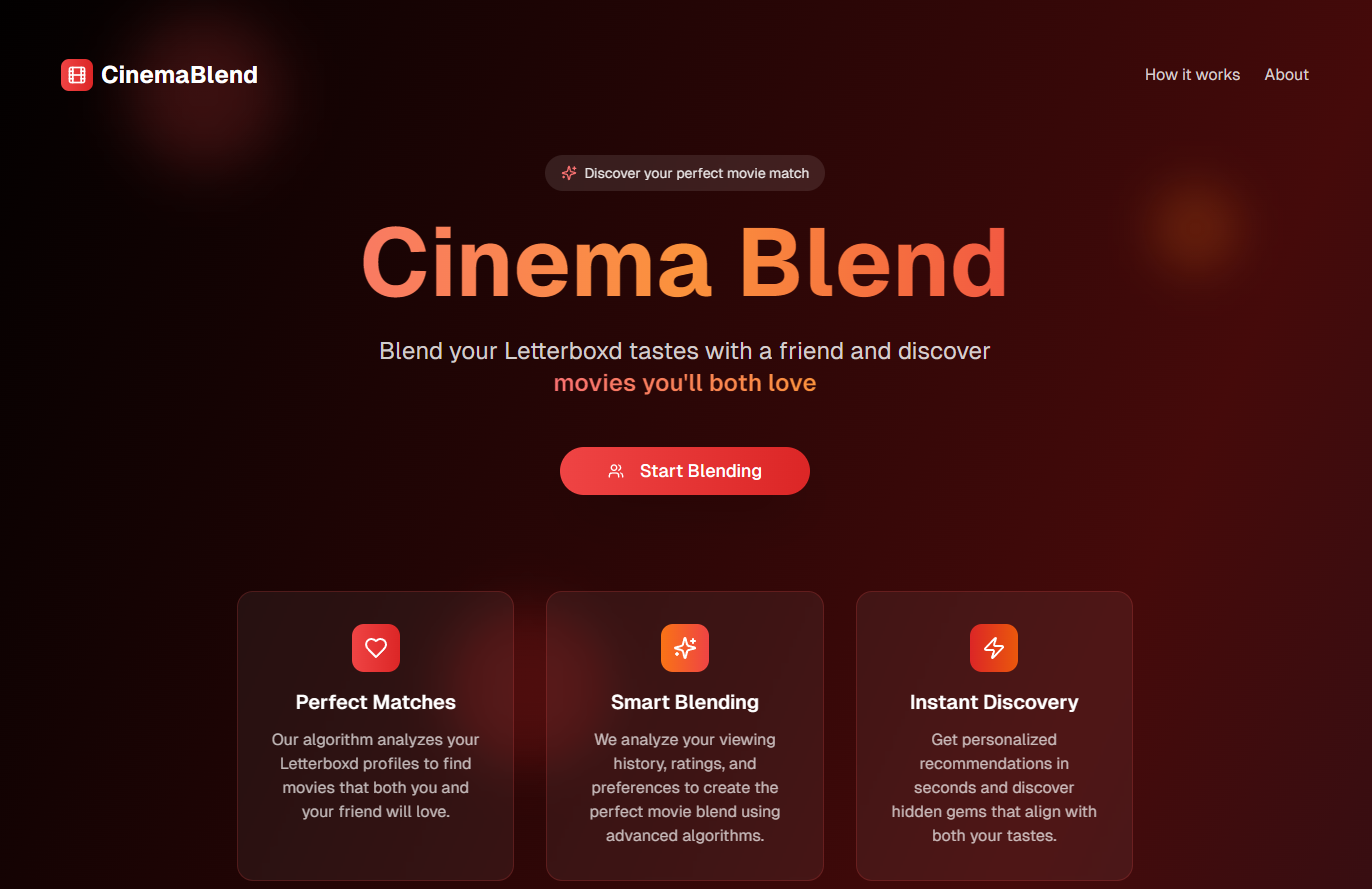 CinemaBlend
How it works
About
Discover your perfect movie match
Cinema Blend
Blend your Letterboxd tastes with a friend and discover
movies you'll both love
Start Blending
Perfect Matches
Our algorithm analyzes your
Letterboxd profiles to find
movies that both you and
your friend will love.
Smart Blending
We analyze your viewing
history, ratings, and
preferences to create the
perfect movie blend using
advanced algorithms.
Instant Discovery
Get personalized
recommendations in
seconds and discover
hidden gems that align with
both your tastes.